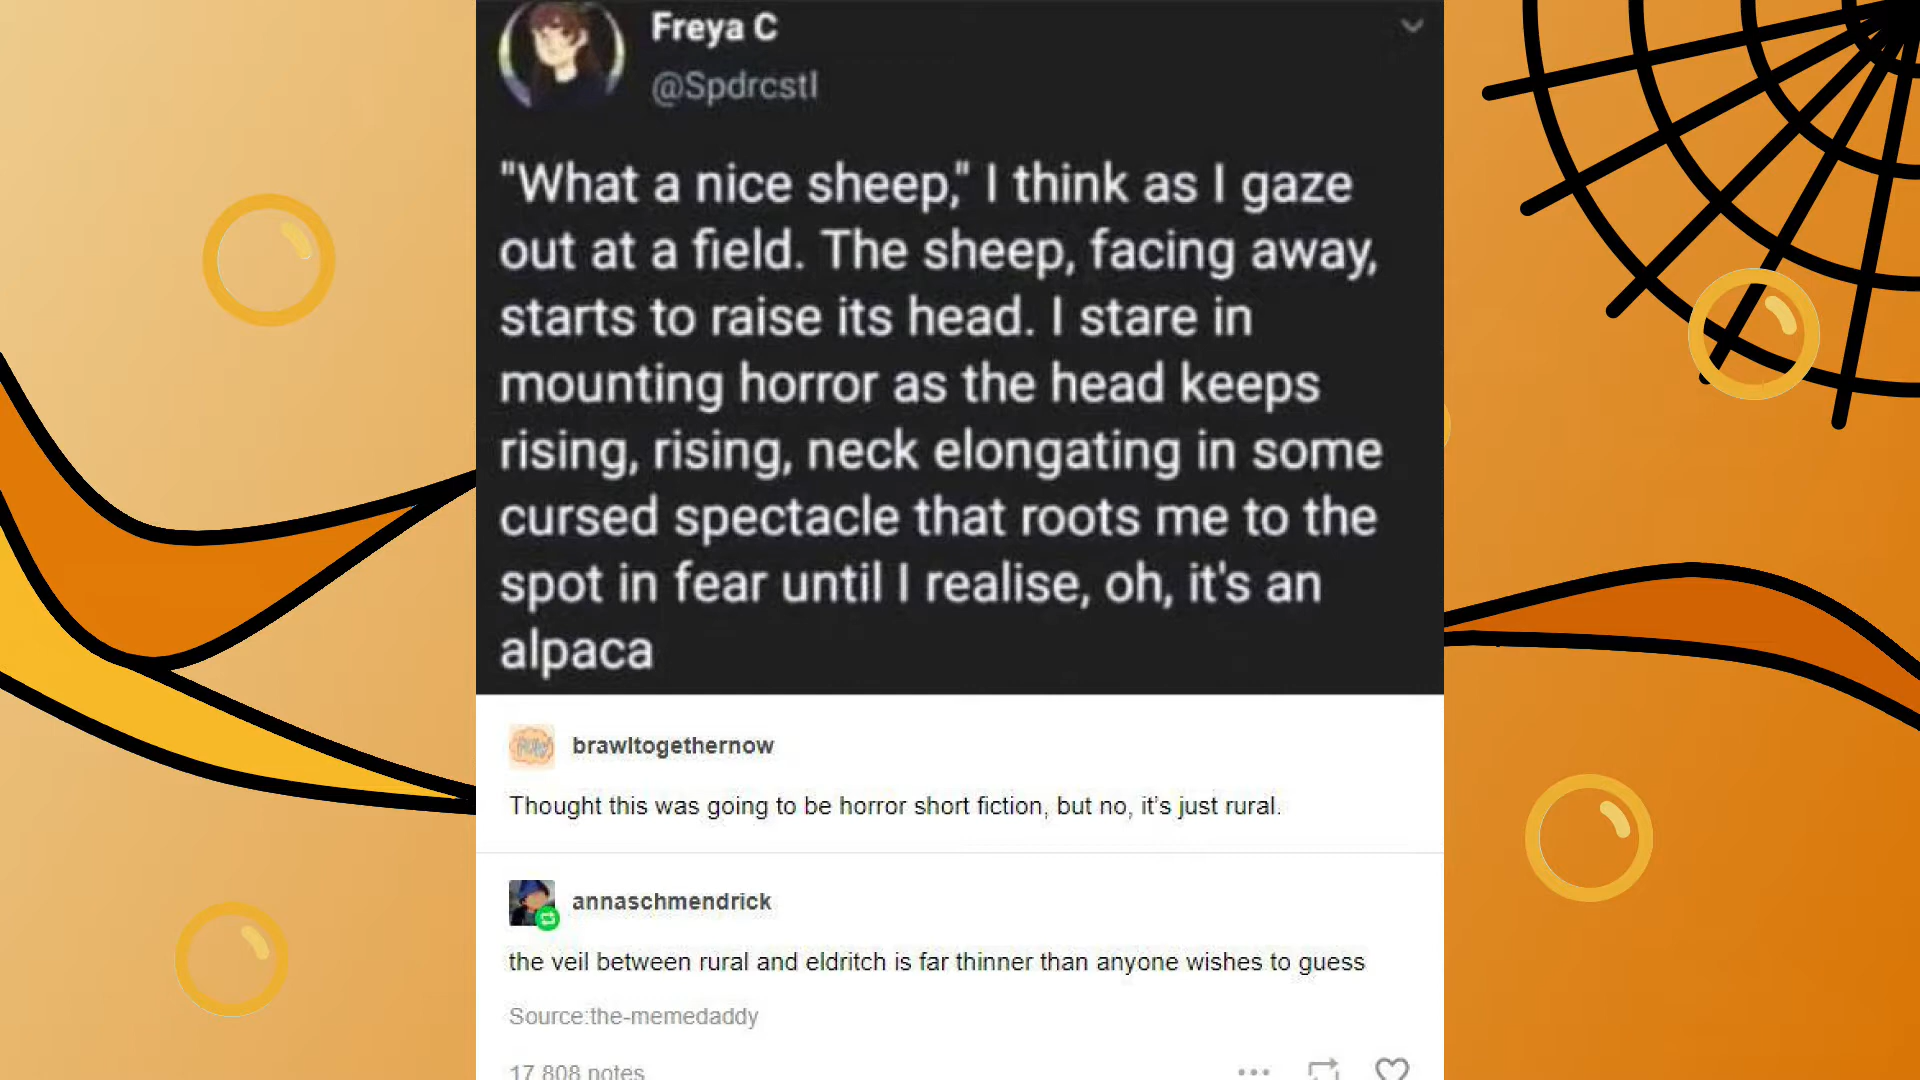 Freya C
@Spdrcstl
"What a nice sheep," I think as I gaze
out at a field. The sheep, facing away,
starts to raise its head. I stare in
mounting horror as the head keeps
rising, rising, neck elongating in some
cursed spectacle that roots me to the
spot in fear until I realise, oh, it's an
alpaca
brawltogethernow
Thought this was going to be horror short fiction, but no, it’s just rural.
annaschmendrick
the veil between rural and eldritch is far thinner than anyone wishes to guess
Source:the-memedaddy
17,808 notes